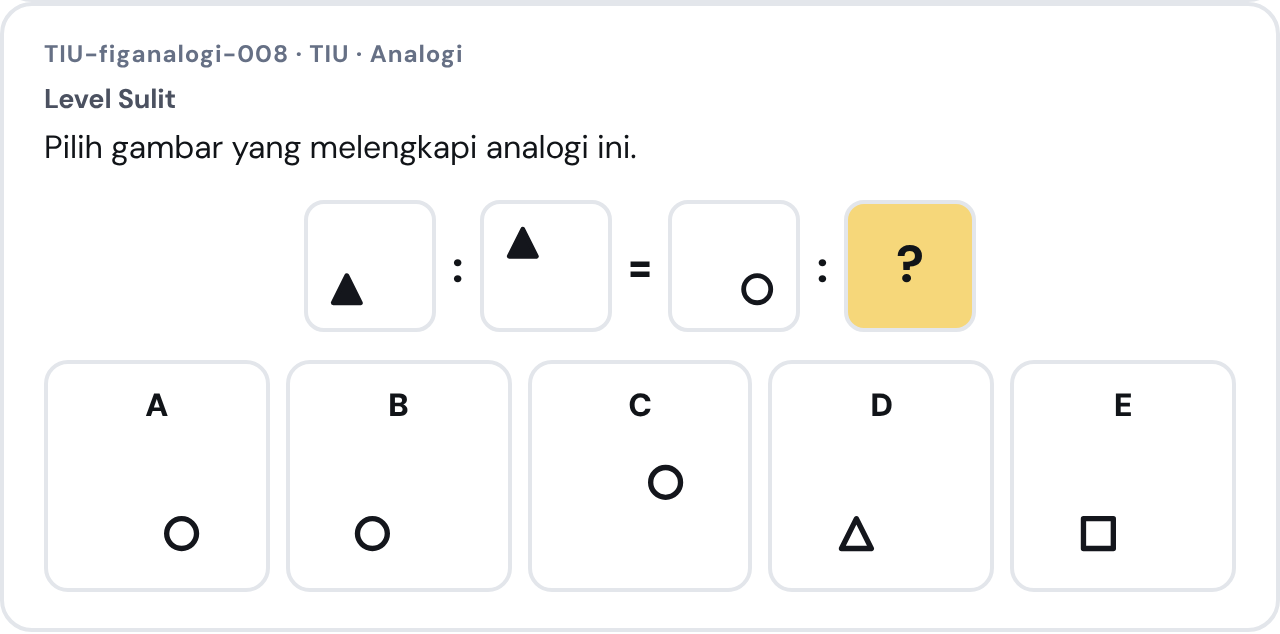 TIU-figanalogi-008 · TIU · Analogi
Level Sulit
Pilih gambar yang melengkapi analogi ini.
: = : ?
A B C D E